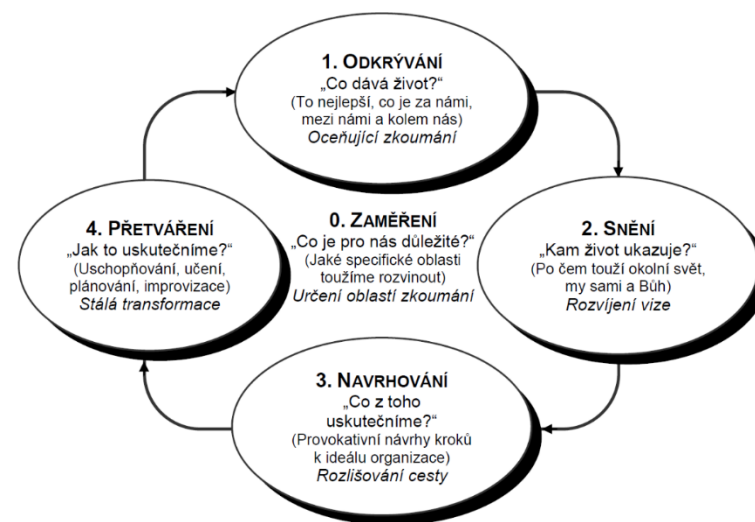 1. ODKRÝVÁNÍ
„Co dává život?“
(To nejlepší, co je za námi,
mezi námi a kolem nás)
Oceňující zkoumání
4. PŘETVÁŘENÍ
„Jak to uskutečníme?“
(Uschopňování, učení,
plánování, improvizace)
Stálá transformace
0. ZAMĚŘENÍ
„Co je pro nás důležité?“
(Jaké specifické oblasti
toužíme rozvinout)
Určení oblastí zkoumání
2. SNĚNÍ
„Kam život ukazuje?“
(Po čem touží okolní svět,
my sami a Bůh)
Rozvíjení vize
3. NAVRHOVÁNÍ
„Co z toho
uskutečníme?“
(Provokativní návrhy kroků
k ideálu organizace)
Rozlišování cesty